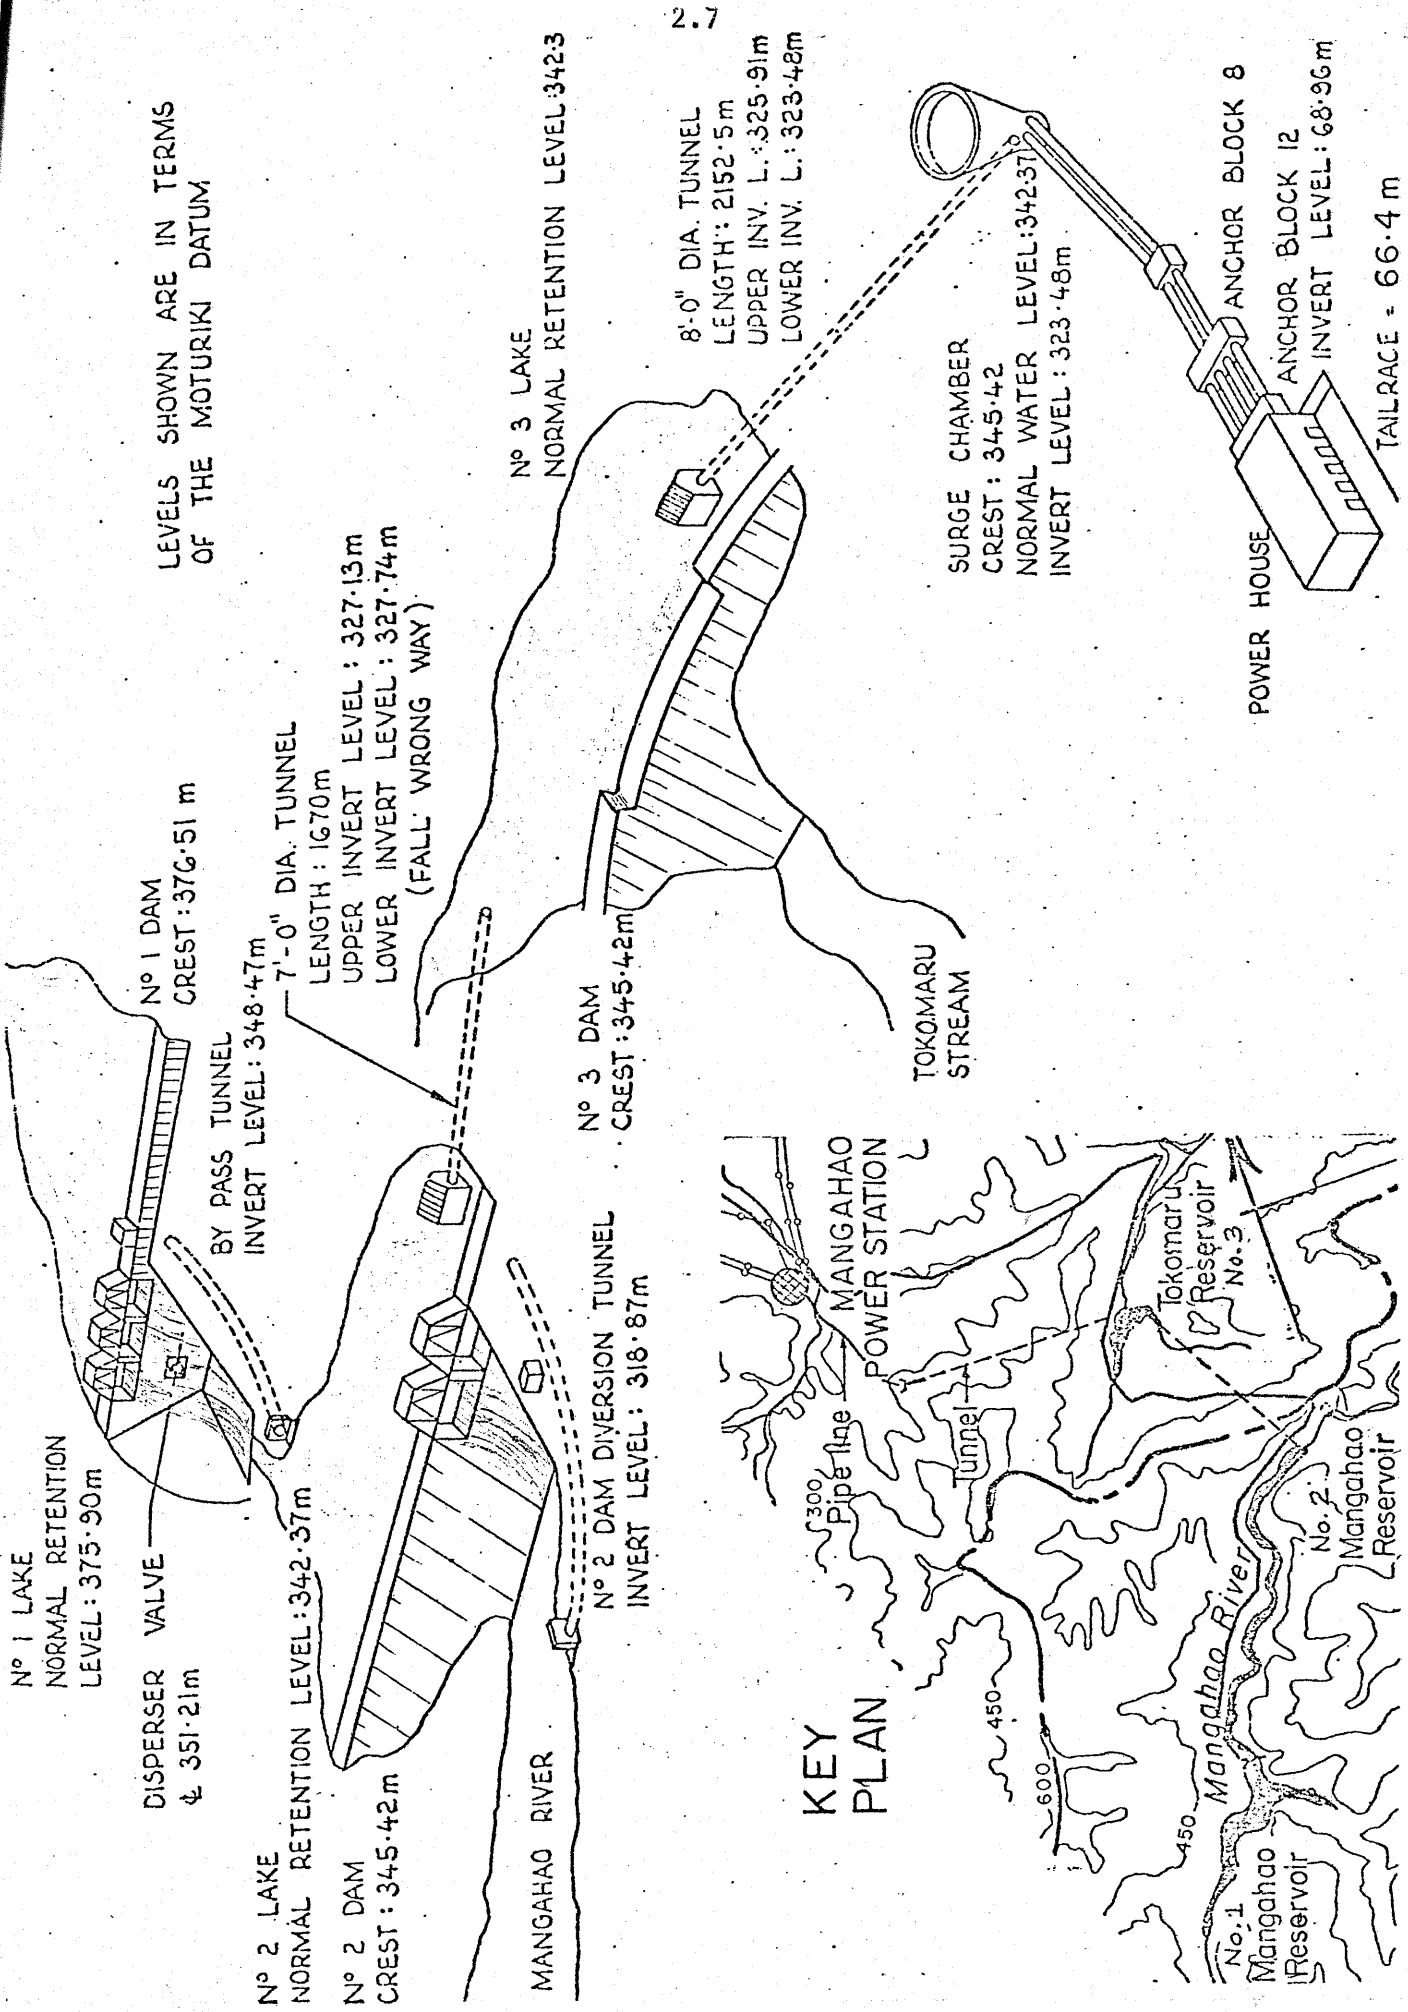 2.7
LEVELS SHOWN ARE IN TERMS
OF THE MOTURIKI DATUM
Nº 1 LAKE
NORMAL RETENTION
LEVEL: 375·90m
Nº 1 DAM
CREST: 376·51 m
DISPERSER VALVE
℄ 351·21m
BY PASS TUNNEL
INVERT LEVEL: 348·47m
7'-0" DIA. TUNNEL
LENGTH: 1670m
UPPER INVERT LEVEL: 327·13m
LOWER INVERT LEVEL: 327·74m
(FALL WRONG WAY)
Nº 2 LAKE
NORMAL RETENTION LEVEL: 342·37m
Nº 2 DAM
CREST: 345·42m
MANGAHAO RIVER
Nº 2 DAM DIVERSION TUNNEL
INVERT LEVEL: 318·87m
Nº 3 LAKE
NORMAL RETENTION LEVEL: 342·3
Nº 3 DAM
CREST: 345·42m
TOKOMARU
STREAM
8'-0" DIA. TUNNEL
LENGTH: 2152·5m
UPPER INV. L.: 325·91m
LOWER INV. L.: 323·48m
SURGE CHAMBER
CREST: 345·42
NORMAL WATER LEVEL: 342·37
INVERT LEVEL: 323·48m
POWER HOUSE
ANCHOR BLOCK 8
ANCHOR BLOCK 12
INVERT LEVEL: 68·96m
TAILRACE = 66·4 m
KEY
PLAN
MANGAHAO
POWER STATION
300
Pipe line
Tunnel
Tokomaru
Reservoir
No.3
450
600
450
Mangahao River
No.2
Mangahao
Reservoir
No.1
Mangahao
Reservoir